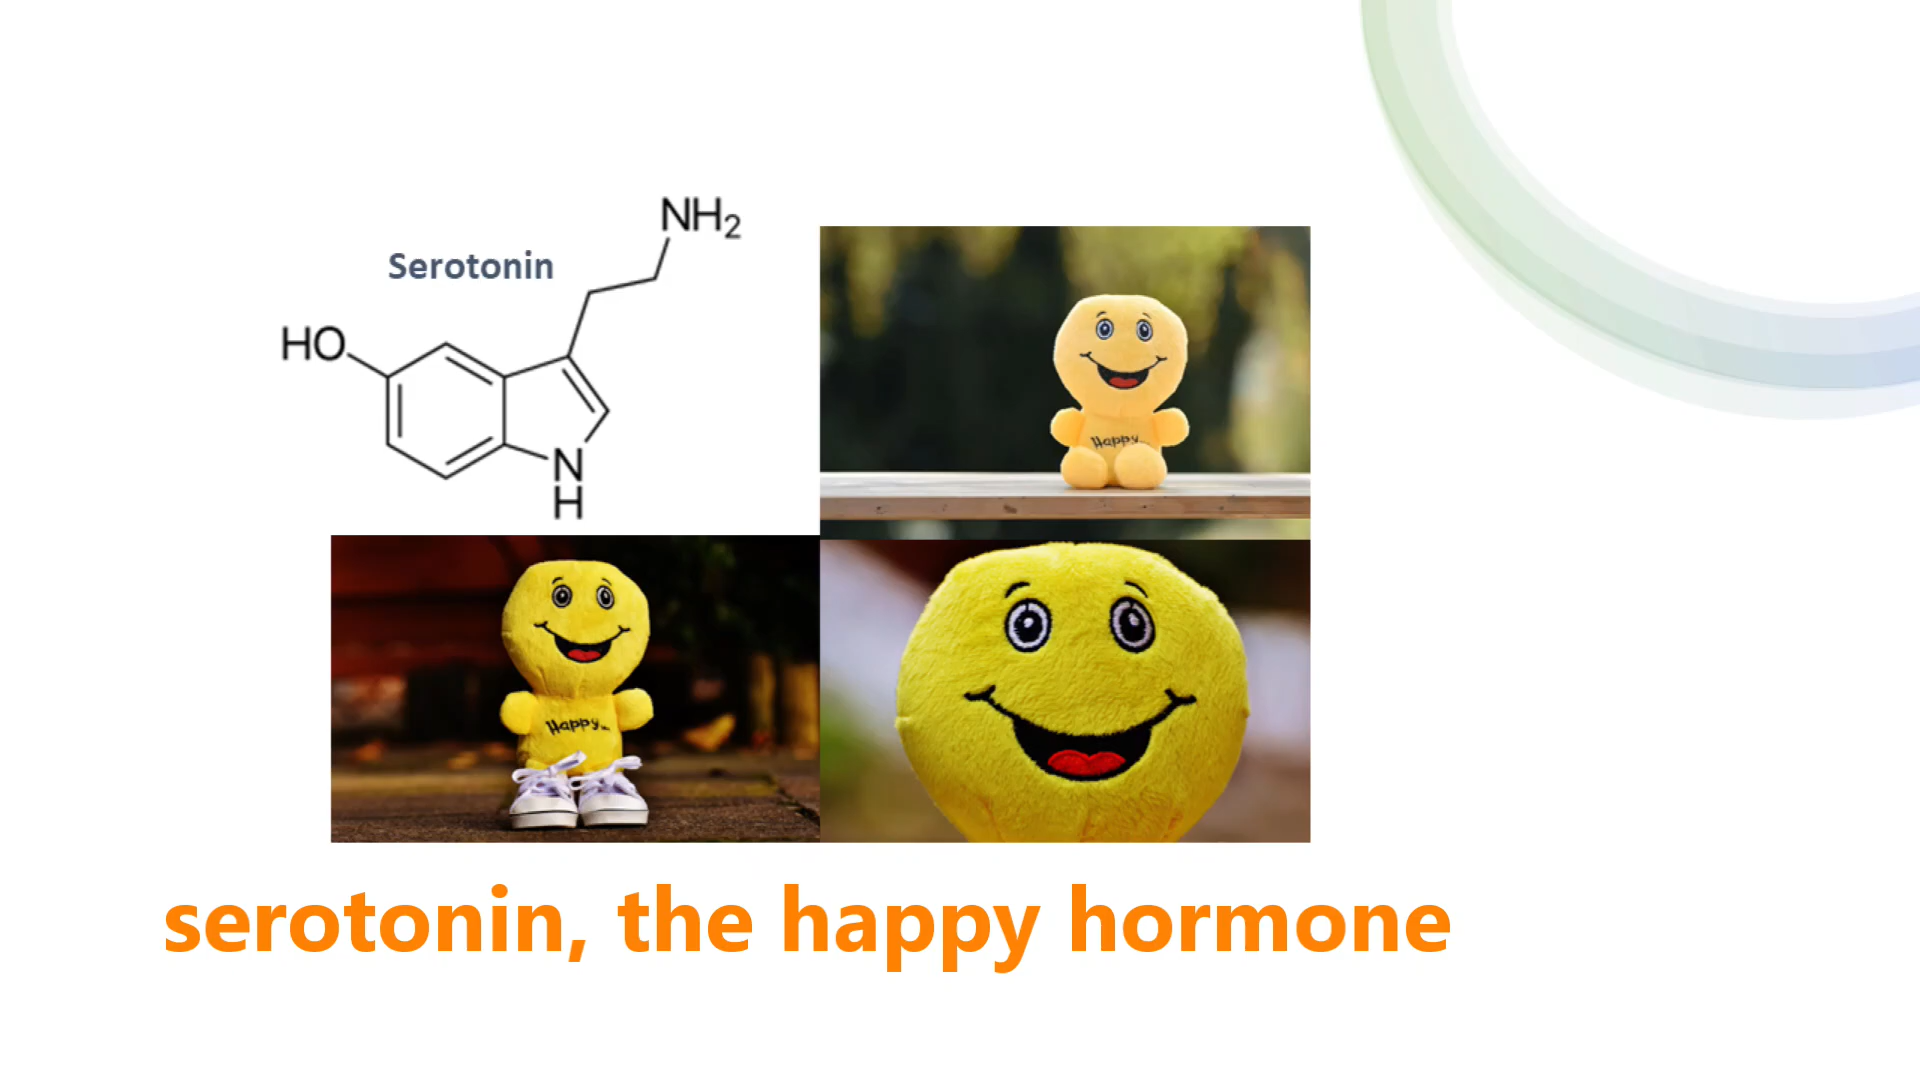 NH₂
Serotonin
HO
N
H
Happy...
Happy...
serotonin, the happy hormone